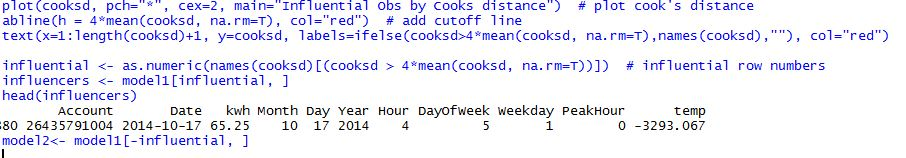 plot(cooksd, pch="*", cex=2, main="Influential Obs by Cooks distance")  # plot cook's distance
abline(h = 4*mean(cooksd, na.rm=T), col="red")  # add cutoff line
text(x=1:length(cooksd)+1, y=cooksd, labels=ifelse(cooksd>4*mean(cooksd, na.rm=T),names(cooksd),""), col="red")
influential <- as.numeric(names(cooksd)[(cooksd > 4*mean(cooksd, na.rm=T))])  # influential row numbers
influencers <- model1[influential, ]
head(influencers)
Account Date kwh Month Day Year Hour DayOfWeek Weekday PeakHour temp
380 26435791004 2014-10-17 65.25 10 17 2014 4 5 1 0 -3293.067
model2<- model1[-influential, ]